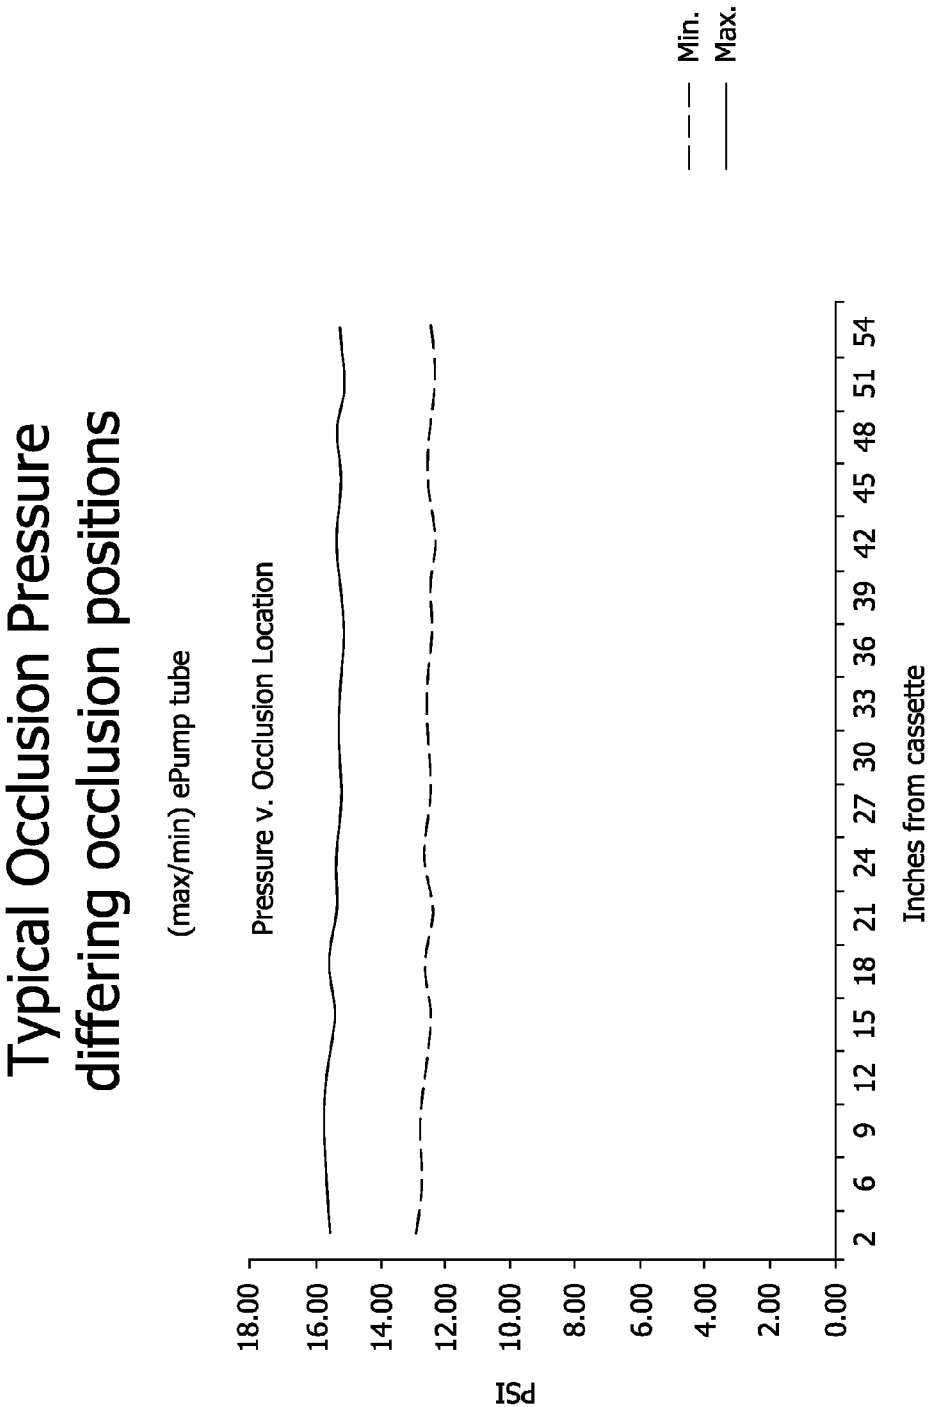 Typical Occlusion Pressure
differing occlusion positions
(max/min) ePump tube
Pressure v. Occlusion Location
18.00
16.00
14.00
12.00
10.00
8.00
6.00
4.00
2.00
0.00
PSI
2 6 9 12 15 18 21 24 27 30 33 36 39 42 45 48 51 54
Inches from cassette
Min.
Max.